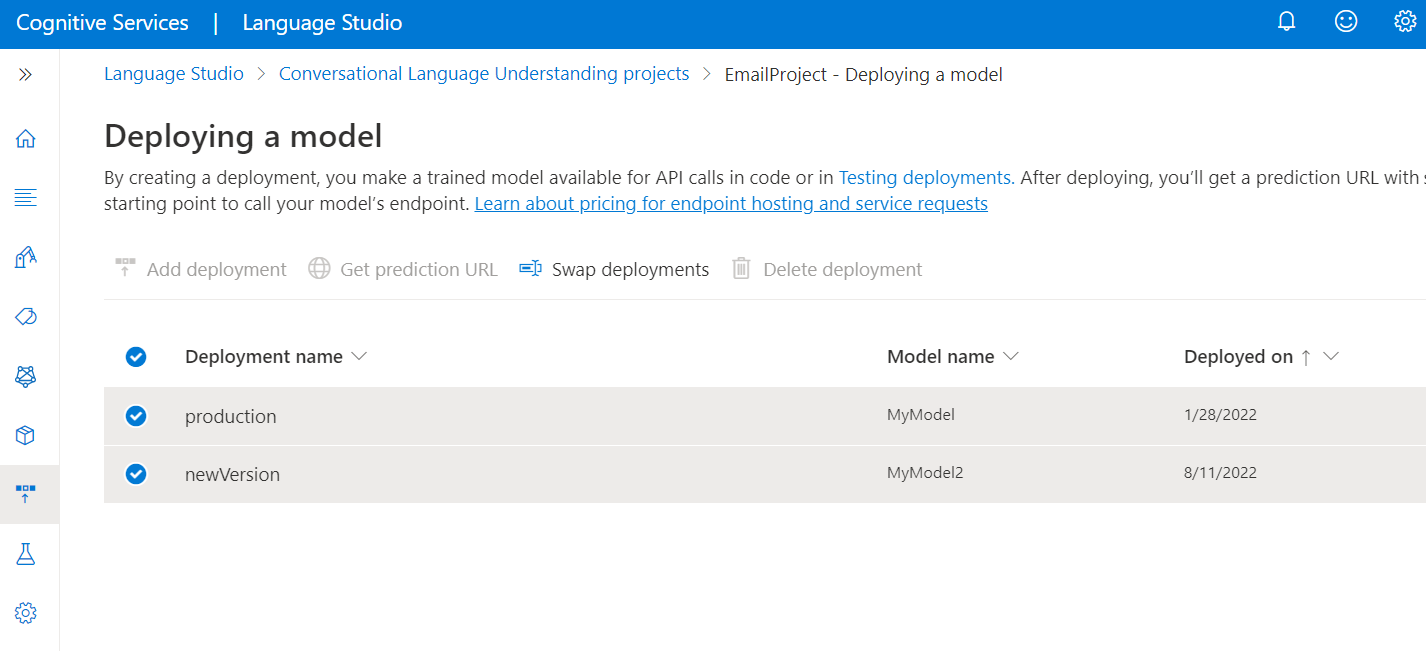 Cognitive Services | Language Studio
Language Studio > Conversational Language Understanding projects > EmailProject - Deploying a model
Deploying a model
By creating a deployment, you make a trained model available for API calls in code or in Testing deployments. After deploying, you’ll get a prediction URL with
starting point to call your model’s endpoint. Learn about pricing for endpoint hosting and service requests
Add deployment Get prediction URL Swap deployments Delete deployment
Deployment name Model name Deployed on ↑
production MyModel 1/28/2022
newVersion MyModel2 8/11/2022